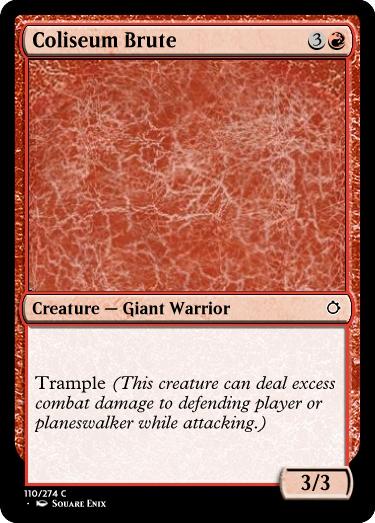 Coliseum Brute 3
Creature — Giant Warrior
Trample (This creature can deal excess
combat damage to defending player or
planeswalker while attacking.)
3/3
110/274 C
· Square Enix